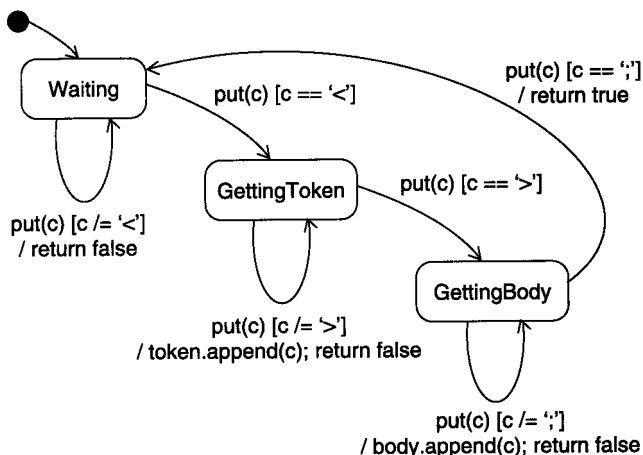 Waiting
put(c) [c == ‘<’]
put(c) [c == ‘;’]
/ return true
GettingToken
put(c) [c == ‘>’]
put(c) [c /= ‘<’]
/ return false
GettingBody
put(c) [c /= ‘>’]
/ token.append(c); return false
put(c) [c /= ‘;’]
/ body.append(c); return false